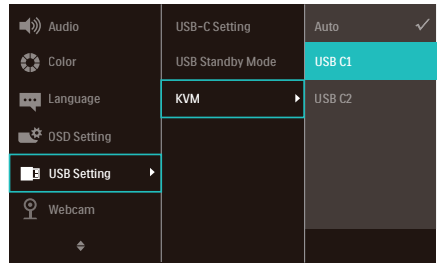 Audio
Color
Language
OSD Setting
USB Setting
Webcam
USB-C Setting
USB Standby Mode
KVM
Auto
USB C1
USB C2